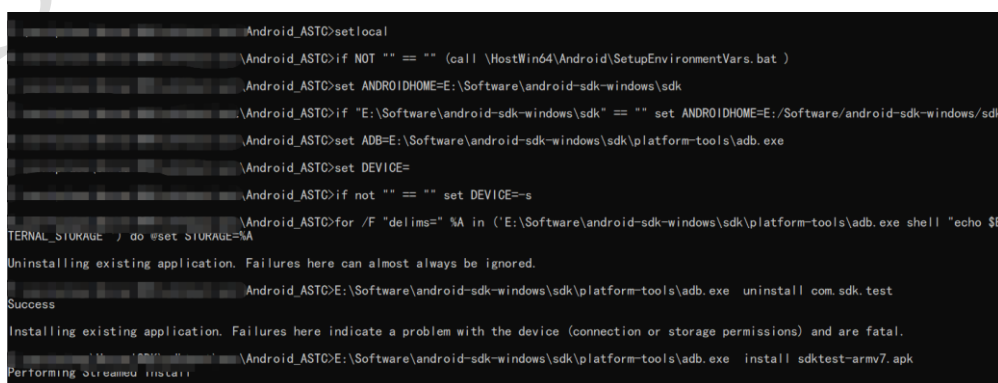 Android_ASTC>setlocal
\Android_ASTC>if NOT "" == "" (call \HostWin64\Android\SetupEnvironmentVars.bat )
\Android_ASTC>set ANDROIDHOME=E:\Software\android-sdk-windows\sdk
\Android_ASTC>if "E:\Software\android-sdk-windows\sdk" == "" set ANDROIDHOME=E:/Software/android-sdk-windows/sdk
\Android_ASTC>set ADB=E:\Software\android-sdk-windows\sdk\platform-tools\adb.exe
\Android_ASTC>set DEVICE=
\Android_ASTC>if not "" == "" set DEVICE=-s
\Android_ASTC>for /F "delims=" %A in ('E:\Software\android-sdk-windows\sdk\platform-tools\adb.exe shell "echo $E
TERNAL_STORAGE" ') do @set STORAGE=%A
Uninstalling existing application. Failures here can almost always be ignored.
Android_ASTC>E:\Software\android-sdk-windows\sdk\platform-tools\adb.exe  uninstall com.sdk.test
Success
Installing existing application. Failures here indicate a problem with the device (connection or storage permissions) and are fatal.
\Android_ASTC>E:\Software\android-sdk-windows\sdk\platform-tools\adb.exe  install sdktest-armv7.apk
Performing Streamed Install